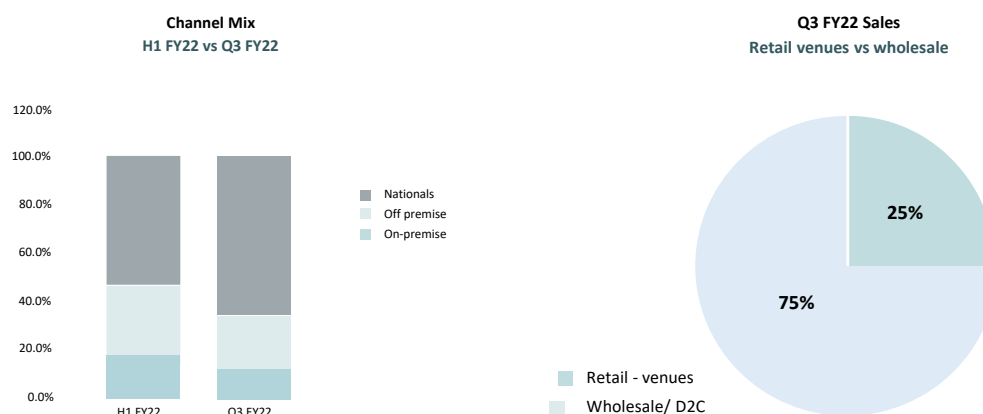 Channel Mix
H1 FY22 vs Q3 FY22
120.0%
100.0%
80.0%
60.0%
40.0%
20.0%
0.0%
H1 FY22
Q3 FY22
Nationals
Off premise
On-premise
Q3 FY22 Sales
Retail venues vs wholesale
25%
75%
Retail - venues
Wholesale/ D2C